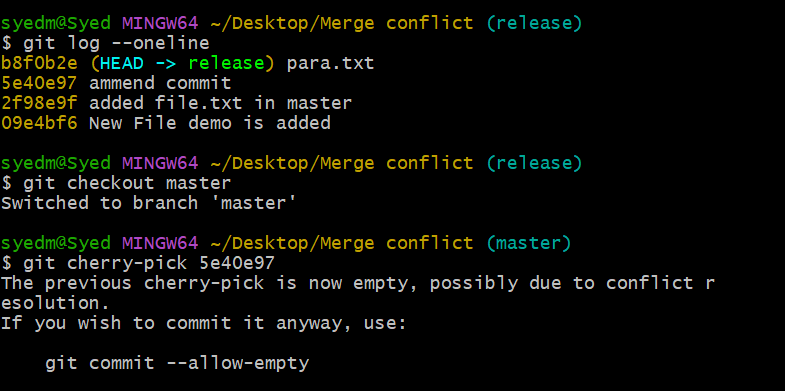 syedm@Syed MINGW64 ~/Desktop/Merge conflict (release)
$ git log --oneline
b8f0b2e (HEAD -> release) para.txt
5e40e97 ammend commit
2f98e9f added file.txt in master
09e4bf6 New File demo is added
syedm@Syed MINGW64 ~/Desktop/Merge conflict (release)
$ git checkout master
Switched to branch 'master'
syedm@Syed MINGW64 ~/Desktop/Merge conflict (master)
$ git cherry-pick 5e40e97
The previous cherry-pick is now empty, possibly due to conflict r
esolution.
If you wish to commit it anyway, use:
git commit --allow-empty